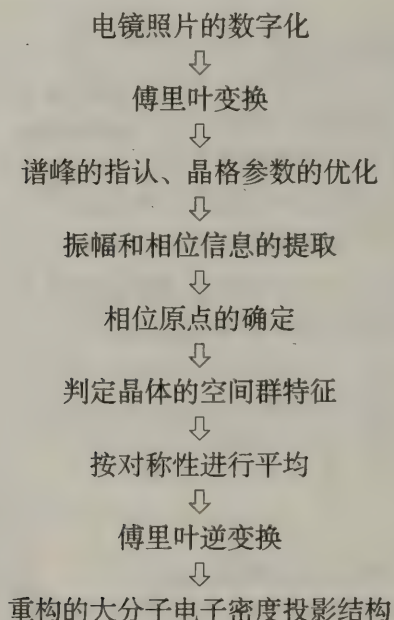 电镜照片的数字化
⇩
傅里叶变换
⇩
谱峰的指认、晶格参数的优化
⇩
振幅和相位信息的提取
⇩
相位原点的确定
⇩
判定晶体的空间群特征
⇩
按对称性进行平均
⇩
傅里叶逆变换
⇩
重构的大分子电子密度投影结构